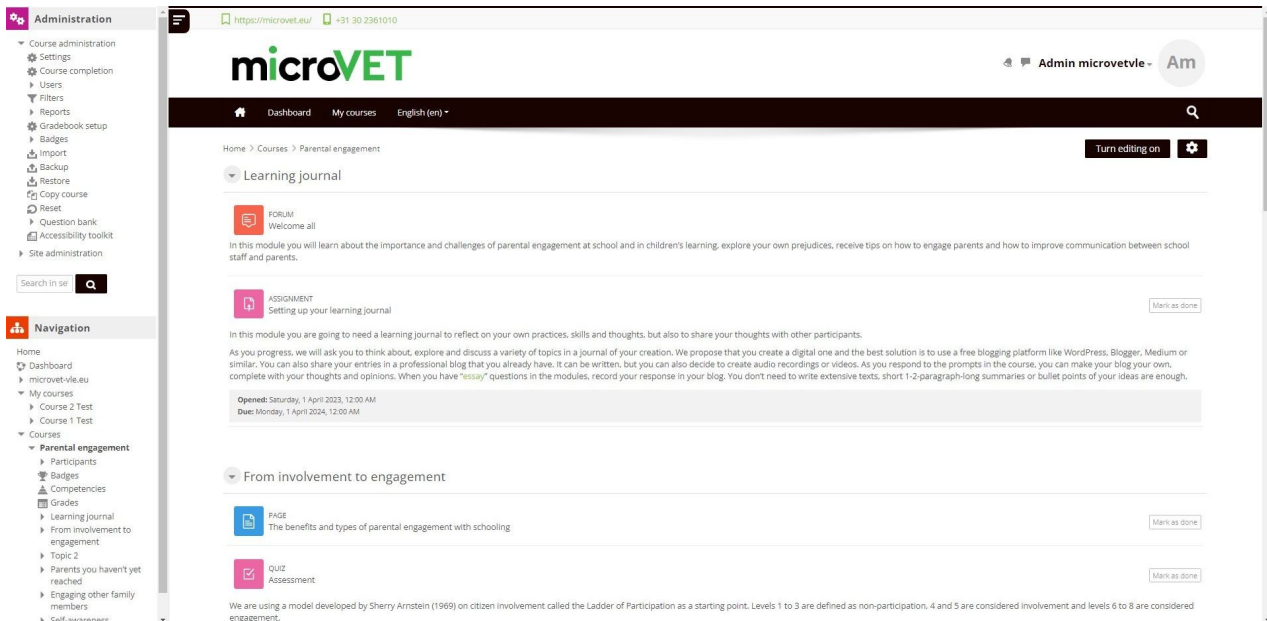 Administration
Course administration
Settings
Course completion
Users
Filters
Reports
Gradebook setup
Badges
Import
Backup
Restore
Copy course
Reset
Question bank
Accessibility toolkit
Site administration
Search in se
Navigation
Home
Dashboard
microvet-vle.eu
My courses
Course 2 Test
Course 1 Test
Courses
Parental engagement
Participants
Badges
Competencies
Grades
Learning journal
From involvement to
engagement
Topic 2
Parents you haven't yet
reached
Engaging other family
members
Self-awareness
https://microvet.eu/ +31 30 2361010
microVET
Admin microvetvle
Am
Dashboard My courses English (en)
Home > Courses > Parental engagement
Turn editing on
Learning journal
FORUM
Welcome all
In this module you will learn about the importance and challenges of parental engagement at school and in children's learning, explore your own prejudices, receive tips on how to engage parents and how to improve communication between school
staff and parents.
ASSIGNMENT
Setting up your learning journal
Mark as done
In this module you are going to need a learning journal to reflect on your own practices, skills and thoughts, but also to share your thoughts with other participants.
As you progress, we will ask you to think about, explore and discuss a variety of topics in a journal of your creation. We propose that you create a digital one and the best solution is to use a free blogging platform like WordPress, Blogger, Medium or
similar. You can also share your entries in a professional blog that you already have. It can be written, but you can also decide to create audio recordings or videos. As you respond to the prompts in the course, you can make your blog your own,
complete with your thoughts and opinions. When you have "essay" questions in the modules, record your response in your blog. You don't need to write extensive texts, short 1-2-paragraph-long summaries or bullet points of your ideas are enough.
Opened: Saturday, 1 April 2023, 12:00 AM
Due: Monday, 1 April 2024, 12:00 AM
From involvement to engagement
PAGE
The benefits and types of parental engagement with schooling
Mark as done
QUIZ
Assessment
Mark as done
We are using a model developed by Sherry Arnstein (1969) on citizen involvement called the Ladder of Participation as a starting point. Levels 1 to 3 are defined as non-participation, 4 and 5 are considered involvement and levels 6 to 8 are considered
engagement.